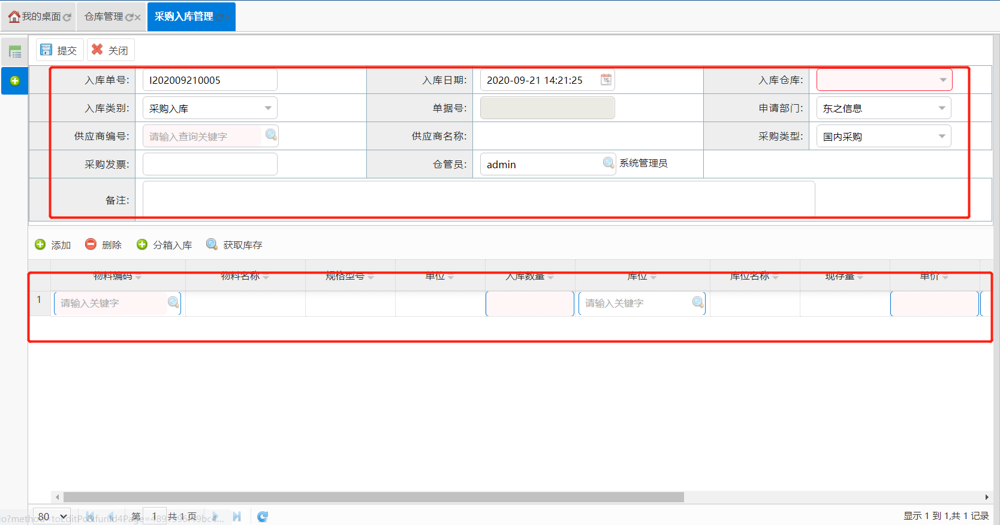 我的桌面 仓库管理 采购入库管理
提交 关闭
入库单号: I202009210005 入库日期: 2020-09-21 14:21:25 入库仓库:
入库类别: 采购入库 单据号: 申请部门: 东之信息
供应商编号: 请输入查询关键字 供应商名称: 采购类型: 国内采购
采购发票: 仓管员: admin 系统管理员
备注:
添加 删除 分箱入库 获取库存
物料编码 物料名称 规格型号 单位 入库数量 库位 库位名称 现存量 单价
1 请输入关键字 请输入关键字
80 第 1 共 1 页 显示 1 到 1,共 1 记录